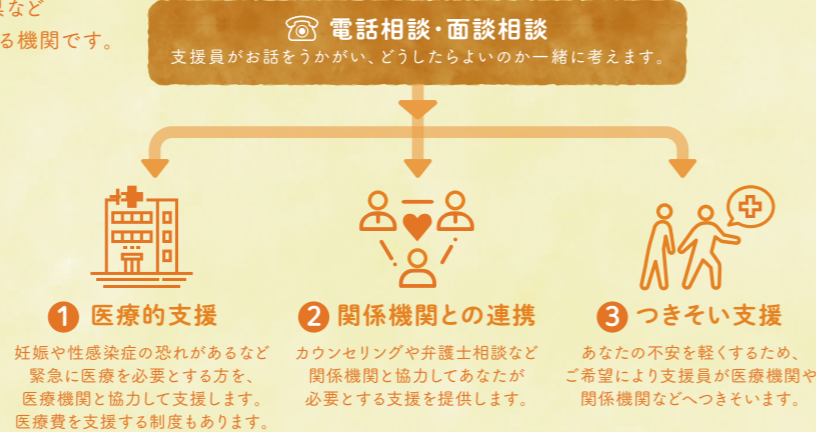 など
る機関です。
電話相談・面談相談
支援員がお話をうかがい、どうしたらよいのか一緒に考えます。
1 医療的支援
妊娠や性感染症の恐れがあるなど
緊急に医療を必要とする方を、
医療機関と協力して支援します。
医療費を支援する制度もあります。
2 関係機関との連携
カウンセリングや弁護士相談など
関係機関と協力してあなたが
必要とする支援を提供します。
3 つきそい支援
あなたの不安を軽くするため、
ご希望により支援員が医療機関や
関係機関などへつきそいます。